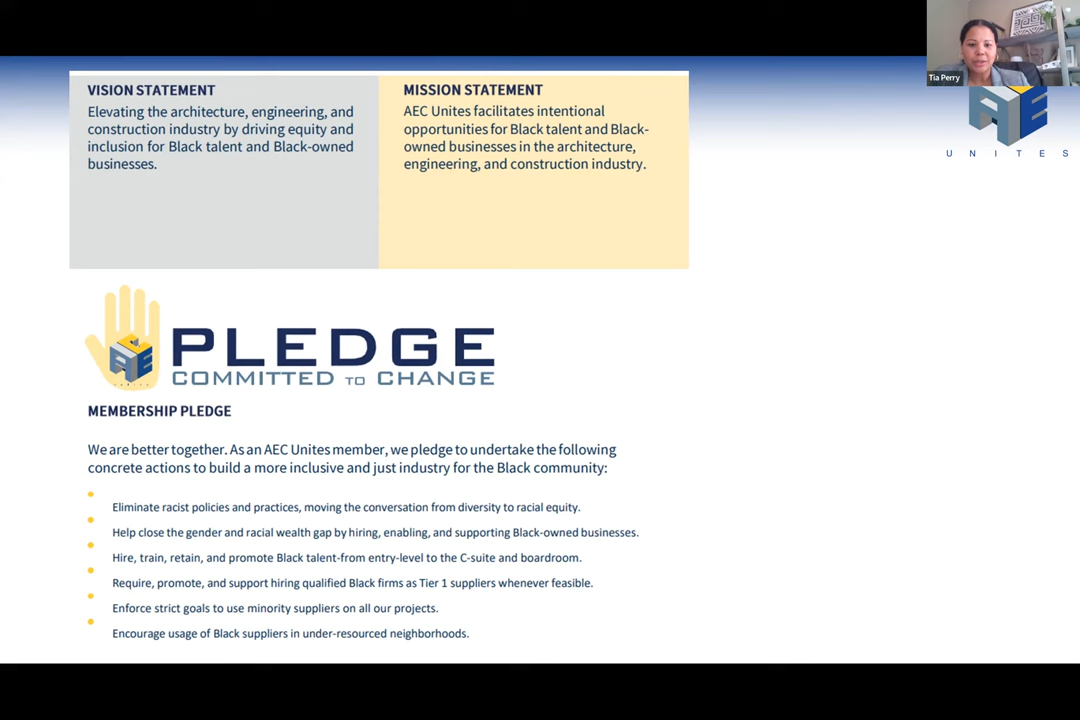 Tia Perry
VISION STATEMENT
Elevating the architecture, engineering, and
construction industry by driving equity and
inclusion for Black talent and Black-owned
businesses.
MISSION STATEMENT
AEC Unites facilitates intentional
opportunities for Black talent and Black-
owned businesses in the architecture,
engineering, and construction industry.
AE
UNITES
AEC
UNITES
PLEDGE
COMMITTED TO CHANGE
MEMBERSHIP PLEDGE
We are better together. As an AEC Unites member, we pledge to undertake the following
concrete actions to build a more inclusive and just industry for the Black community:
Eliminate racist policies and practices, moving the conversation from diversity to racial equity.
Help close the gender and racial wealth gap by hiring, enabling, and supporting Black-owned businesses.
Hire, train, retain, and promote Black talent-from entry-level to the C-suite and boardroom.
Require, promote, and support hiring qualified Black firms as Tier 1 suppliers whenever feasible.
Enforce strict goals to use minority suppliers on all our projects.
Encourage usage of Black suppliers in under-resourced neighborhoods.